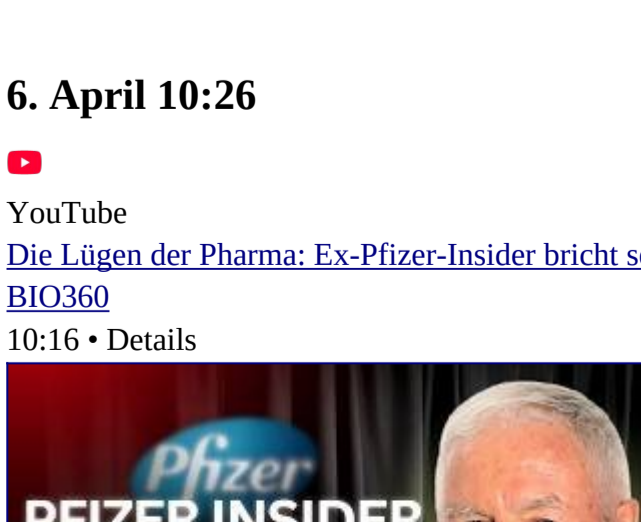 6. April 10:26
YouTube
Die Lügen der Pharma: Ex-Pfizer-Insider bricht
BIO360
10:16 • Details
Pfizer
PFIZER INSIDER